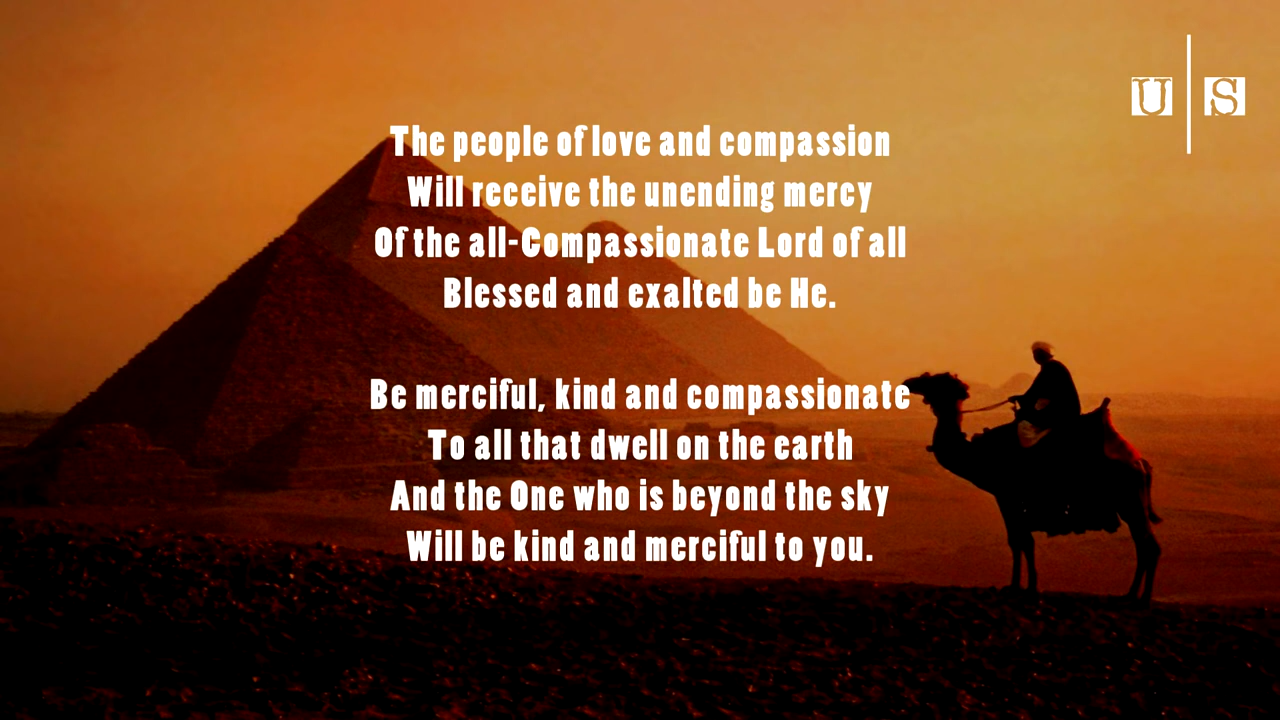 U | S
The people of love and compassion
Will receive the unending mercy
Of the all-Compassionate Lord of all
Blessed and exalted be He.
Be merciful, kind and compassionate
To all that dwell on the earth
And the One who is beyond the sky
Will be kind and merciful to you.